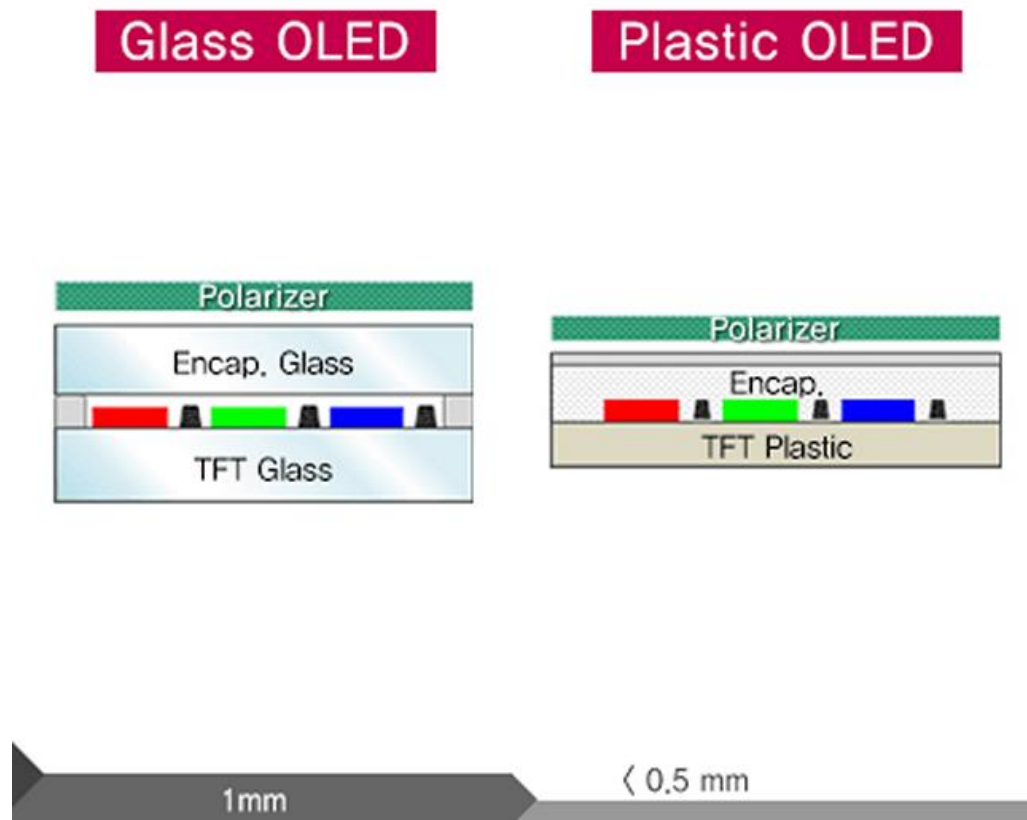 Glass OLED
Plastic OLED
Polarizer
Encap. Glass
TFT Glass
Polarizer
Encap.
TFT Plastic
1mm
< 0.5 mm